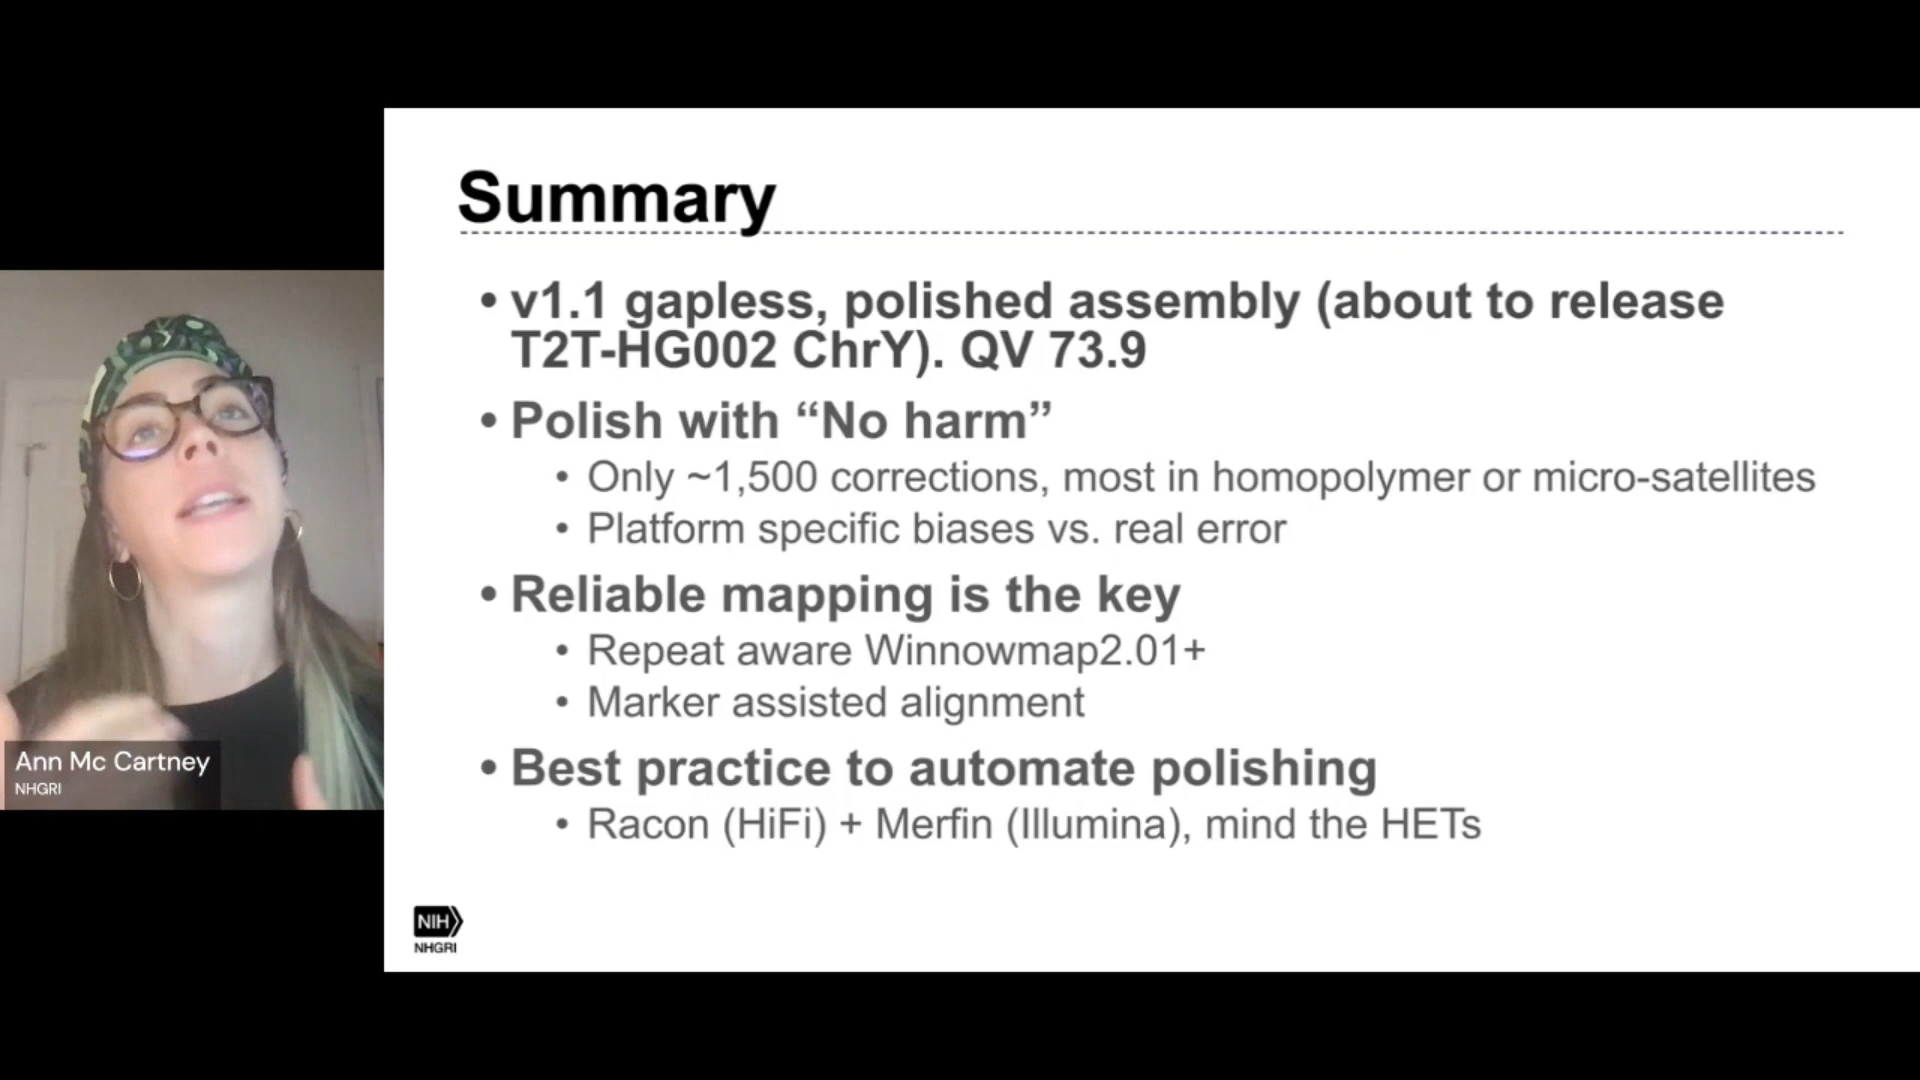 Summary
• v1.1 gapless, polished assembly (about to release
T2T-HG002 ChrY). QV 73.9
• Polish with “No harm”
• Only ~1,500 corrections, most in homopolymer or micro-satellites
• Platform specific biases vs. real error
• Reliable mapping is the key
• Repeat aware Winnowmap2.01+
• Marker assisted alignment
• Best practice to automate polishing
• Racon (HiFi) + Merfin (Illumina), mind the HETs
NIH
NHGRI
Ann Mc Cartney
NHGRI